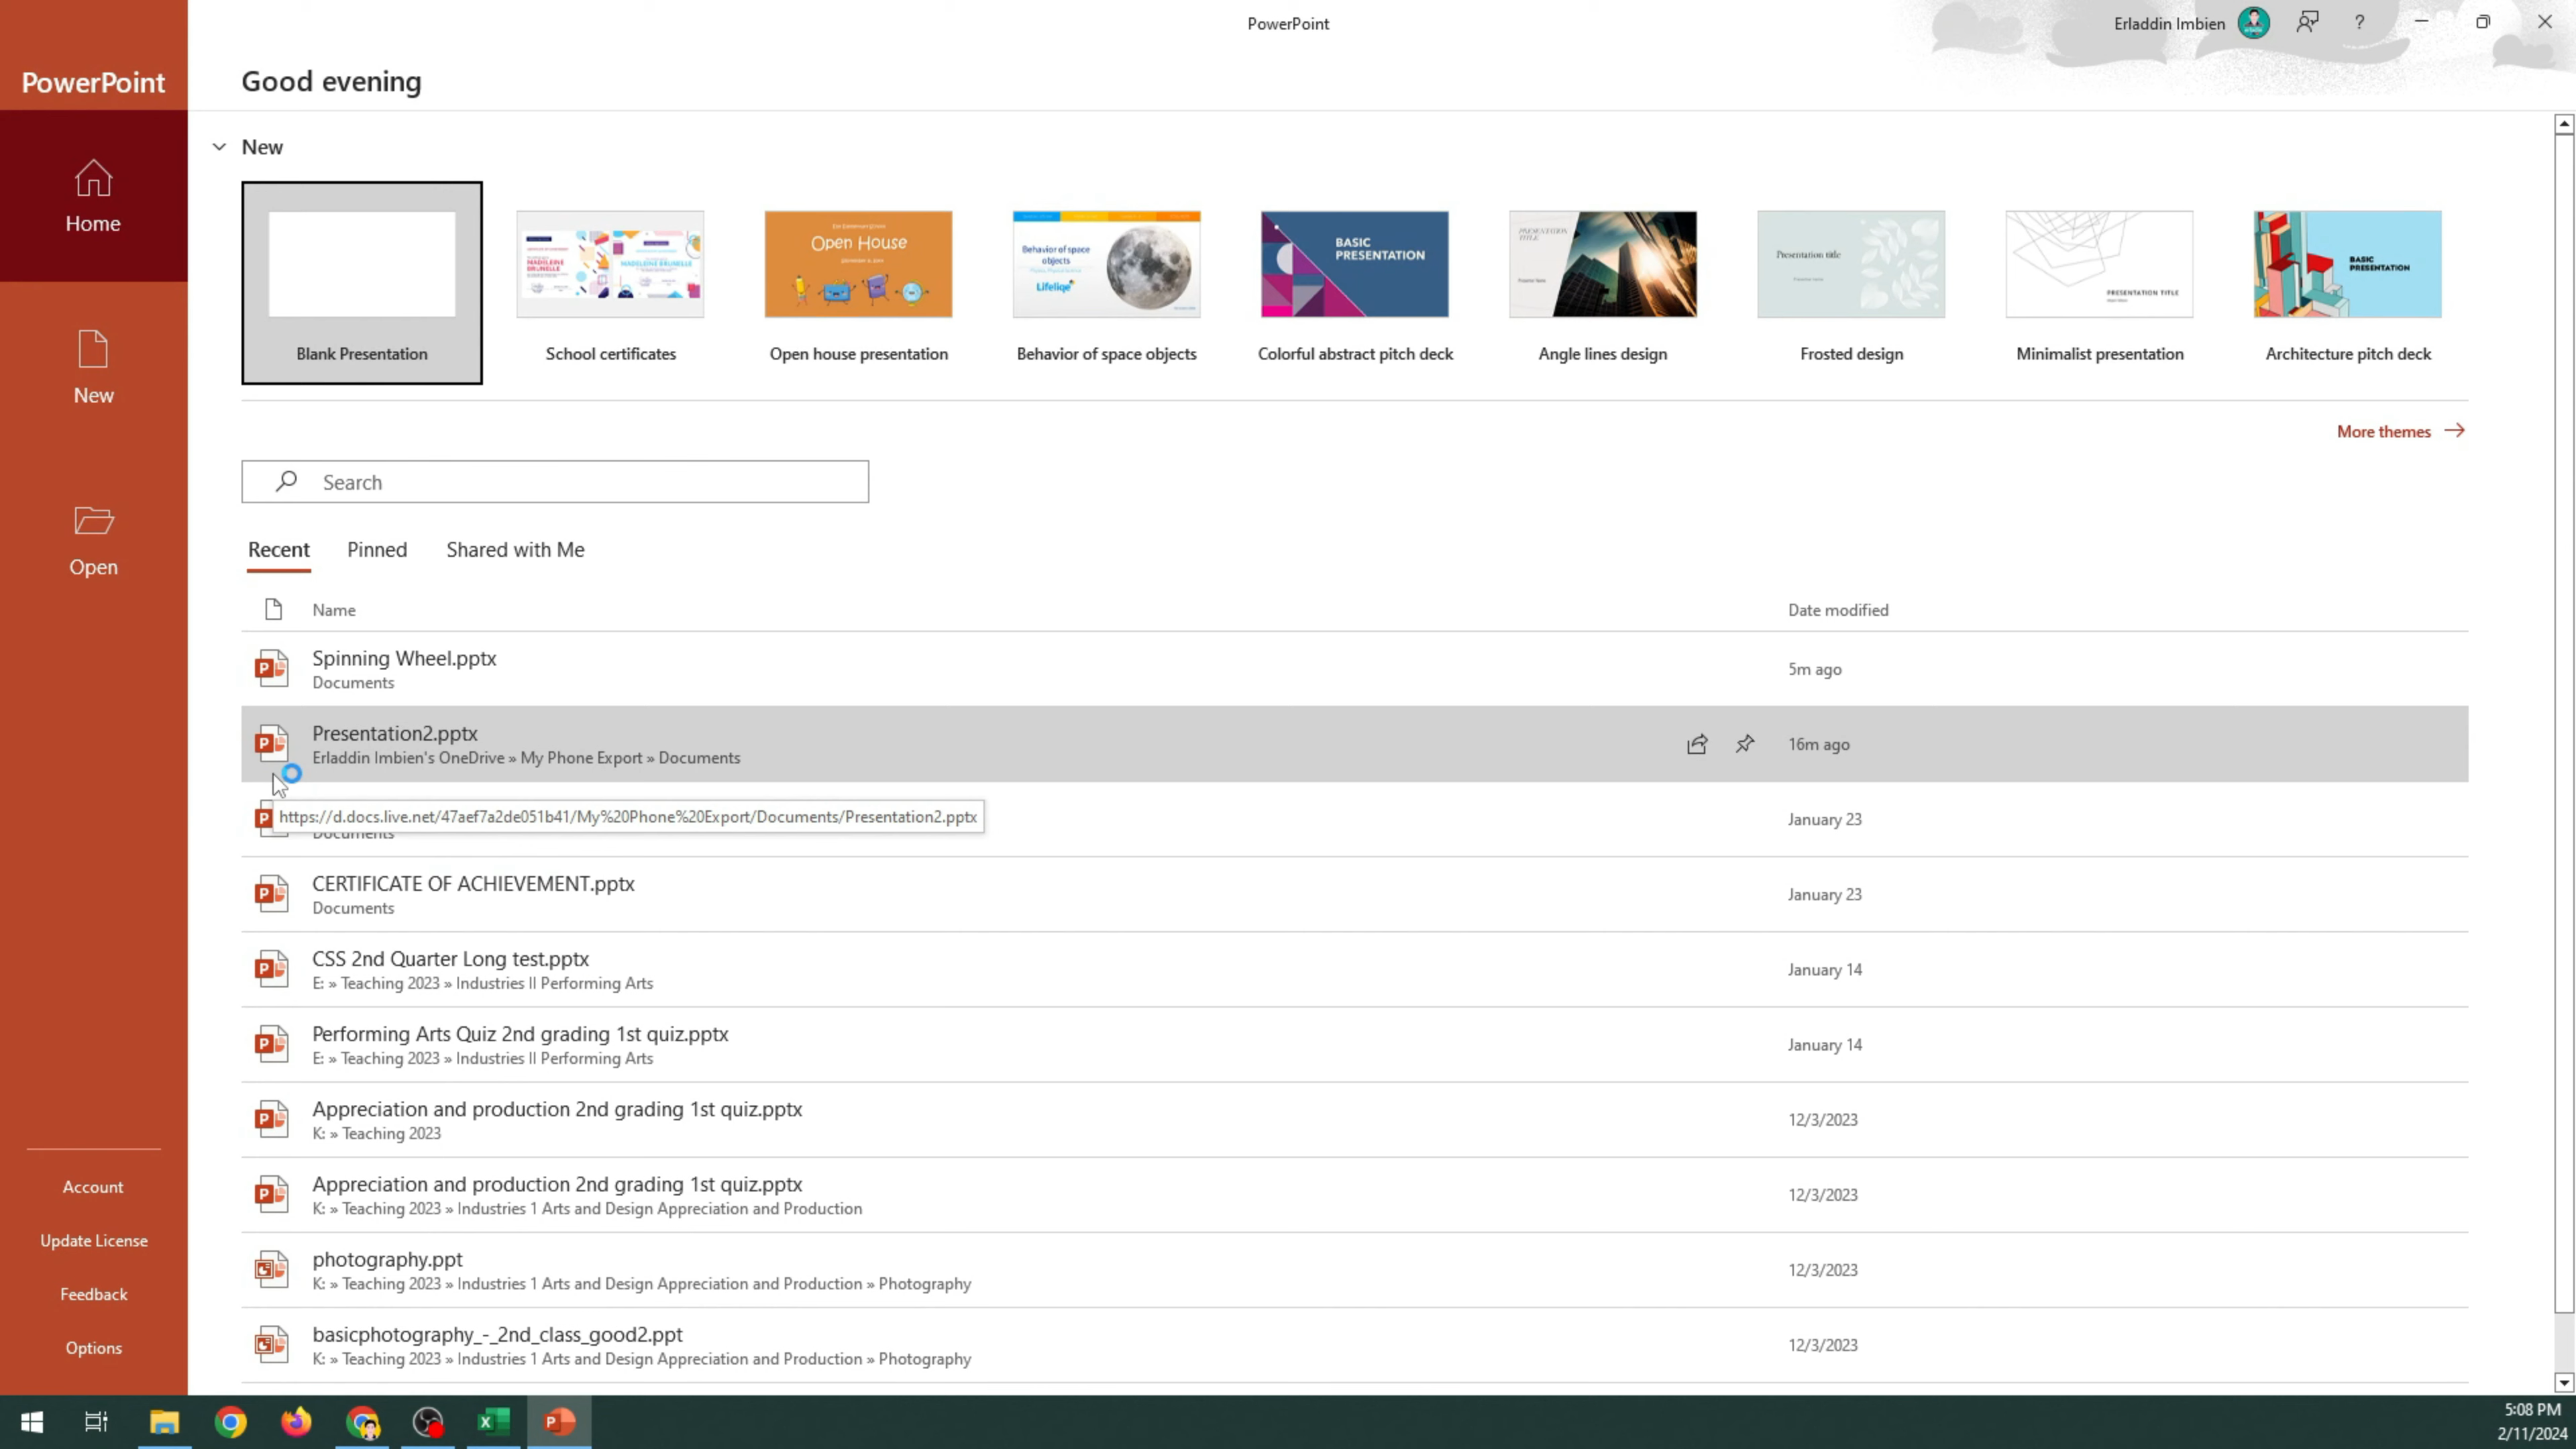 PowerPoint
Erladdin Imbien
?
PowerPoint
Good evening
Home
New
Open
Account
Update License
Feedback
Options
New
MADELEINE BRUNELLE
MADELEINE BRUNELLE
Open House
Behavior of space
objects
Lifeliqe
BASIC
PRESENTATION
PRESENTATION
TITLE
Presentation title
PRESENTATION TITLE
BASIC
PRESENTATION
Blank Presentation
School certificates
Open house presentation
Behavior of space objects
Colorful abstract pitch deck
Angle lines design
Frosted design
Minimalist presentation
Architecture pitch deck
More themes
Search
Recent Pinned Shared with Me
Name Date modified
Spinning Wheel.pptx
Documents
5m ago
Presentation2.pptx
Erladdin Imbien's OneDrive » My Phone Export » Documents
16m ago
https://d.docs.live.net/47aef7a2de051b41/My%20Phone%20Export/Documents/Presentation2.pptx
Documents
January 23
CERTIFICATE OF ACHIEVEMENT.pptx
Documents
January 23
CSS 2nd Quarter Long test.pptx
E: » Teaching 2023 » Industries II Performing Arts
January 14
Performing Arts Quiz 2nd grading 1st quiz.pptx
E: » Teaching 2023 » Industries II Performing Arts
January 14
Appreciation and production 2nd grading 1st quiz.pptx
K: » Teaching 2023
12/3/2023
Appreciation and production 2nd grading 1st quiz.pptx
K: » Teaching 2023 » Industries 1 Arts and Design Appreciation and Production
12/3/2023
photography.ppt
K: » Teaching 2023 » Industries 1 Arts and Design Appreciation and Production » Photography
12/3/2023
basicphotography_-_2nd_class_good2.ppt
K: » Teaching 2023 » Industries 1 Arts and Design Appreciation and Production » Photography
12/3/2023
5:08 PM
2/11/2024